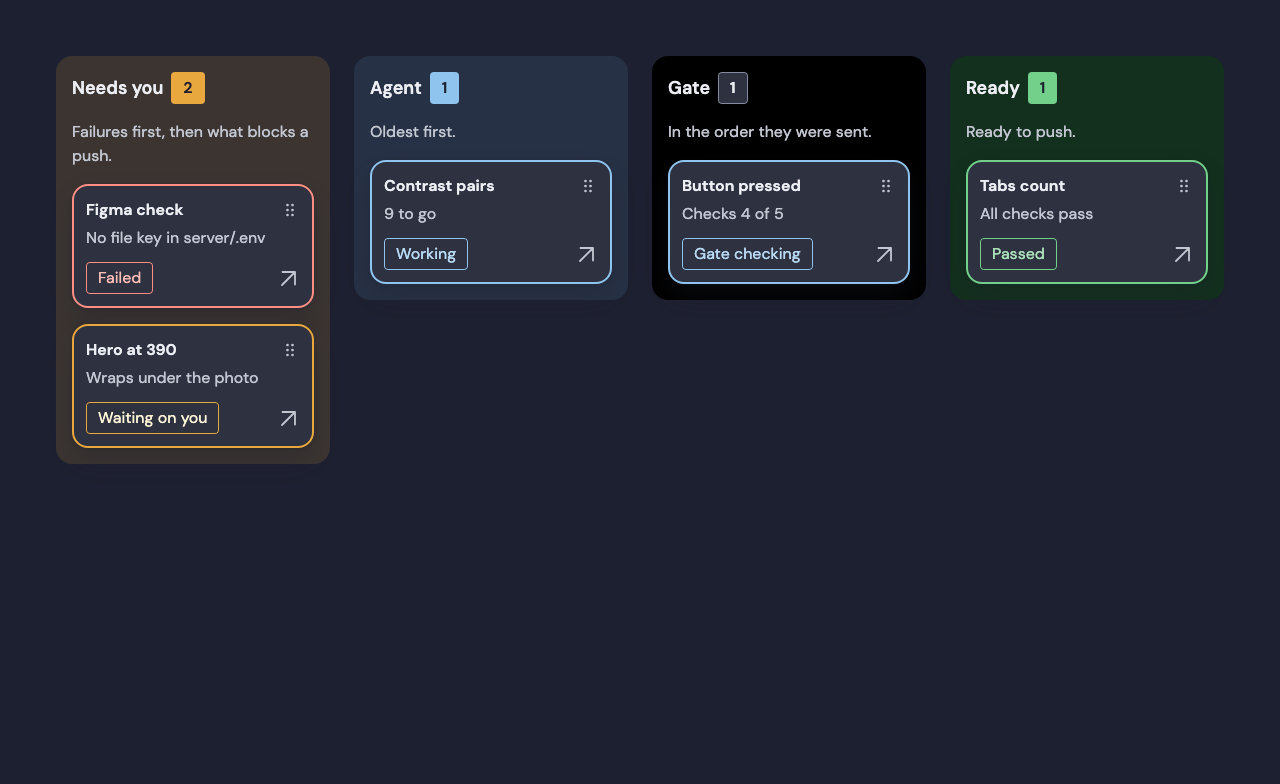 Needs you 2
Failures first, then what blocks a
push.
Figma check
No file key in server/.env
Failed
Hero at 390
Wraps under the photo
Waiting on you
Agent 1
Oldest first.
Contrast pairs
9 to go
Working
Gate 1
In the order they were sent.
Button pressed
Checks 4 of 5
Gate checking
Ready 1
Ready to push.
Tabs count
All checks pass
Passed